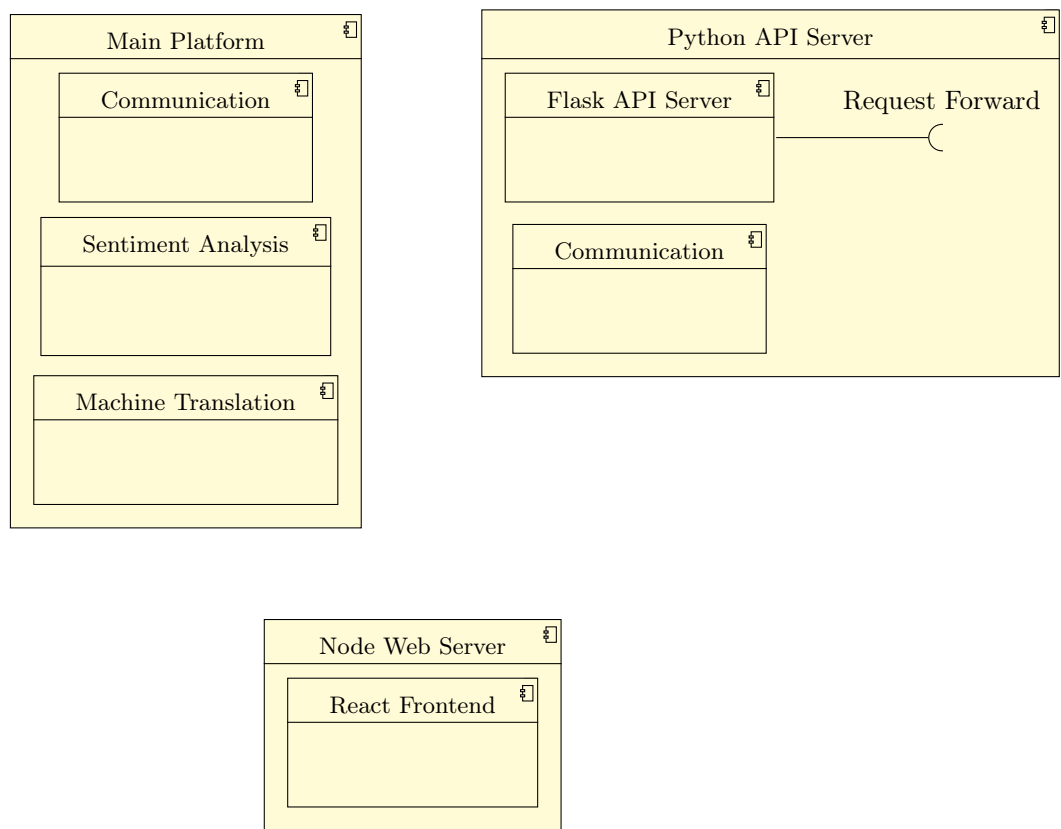 Main Platform
Communication
Sentiment Analysis
Machine Translation
Python API Server
Flask API Server
Request Forward
Communication
Node Web Server
React Frontend